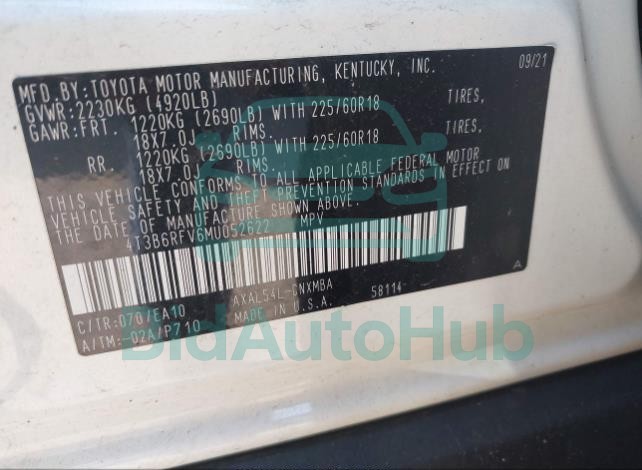 MFD.BY:TOYOTA MOTOR MANUFACTURING, KENTUCKY, INC. 09/21
GVWR:2230KG (4920LB)
GAWR:FRT. 1220KG (2690LB) WITH 225/60R18 TIRES,
18X7.0J RIMS.
RR. 1220KG (2690LB) WITH 225/60R18 TIRES,
18X7.0J RIMS.
THIS VEHICLE CONFORMS TO ALL APPLICABLE FEDERAL MOTOR
VEHICLE SAFETY AND THEFT PREVENTION STANDARDS IN EFFECT ON
THE DATE OF MANUFACTURE SHOWN ABOVE.
4T3B6RFV6MU052622 MPV
C/TR:070/EA10 AXAL54L-CNXMBA 58114
A/TM:-02A/P710 MADE IN U.S.A. A
BidAutoHub